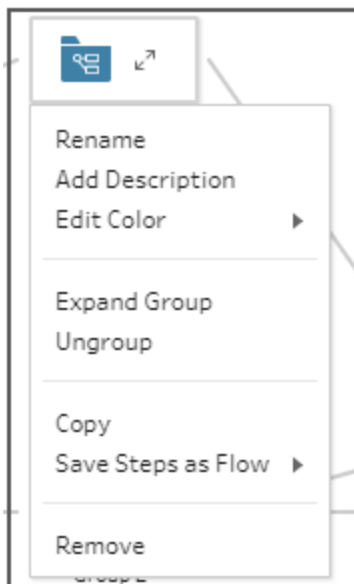 Rename
Add Description
Edit Color
Expand Group
Ungroup
Copy
Save Steps as Flow
Remove